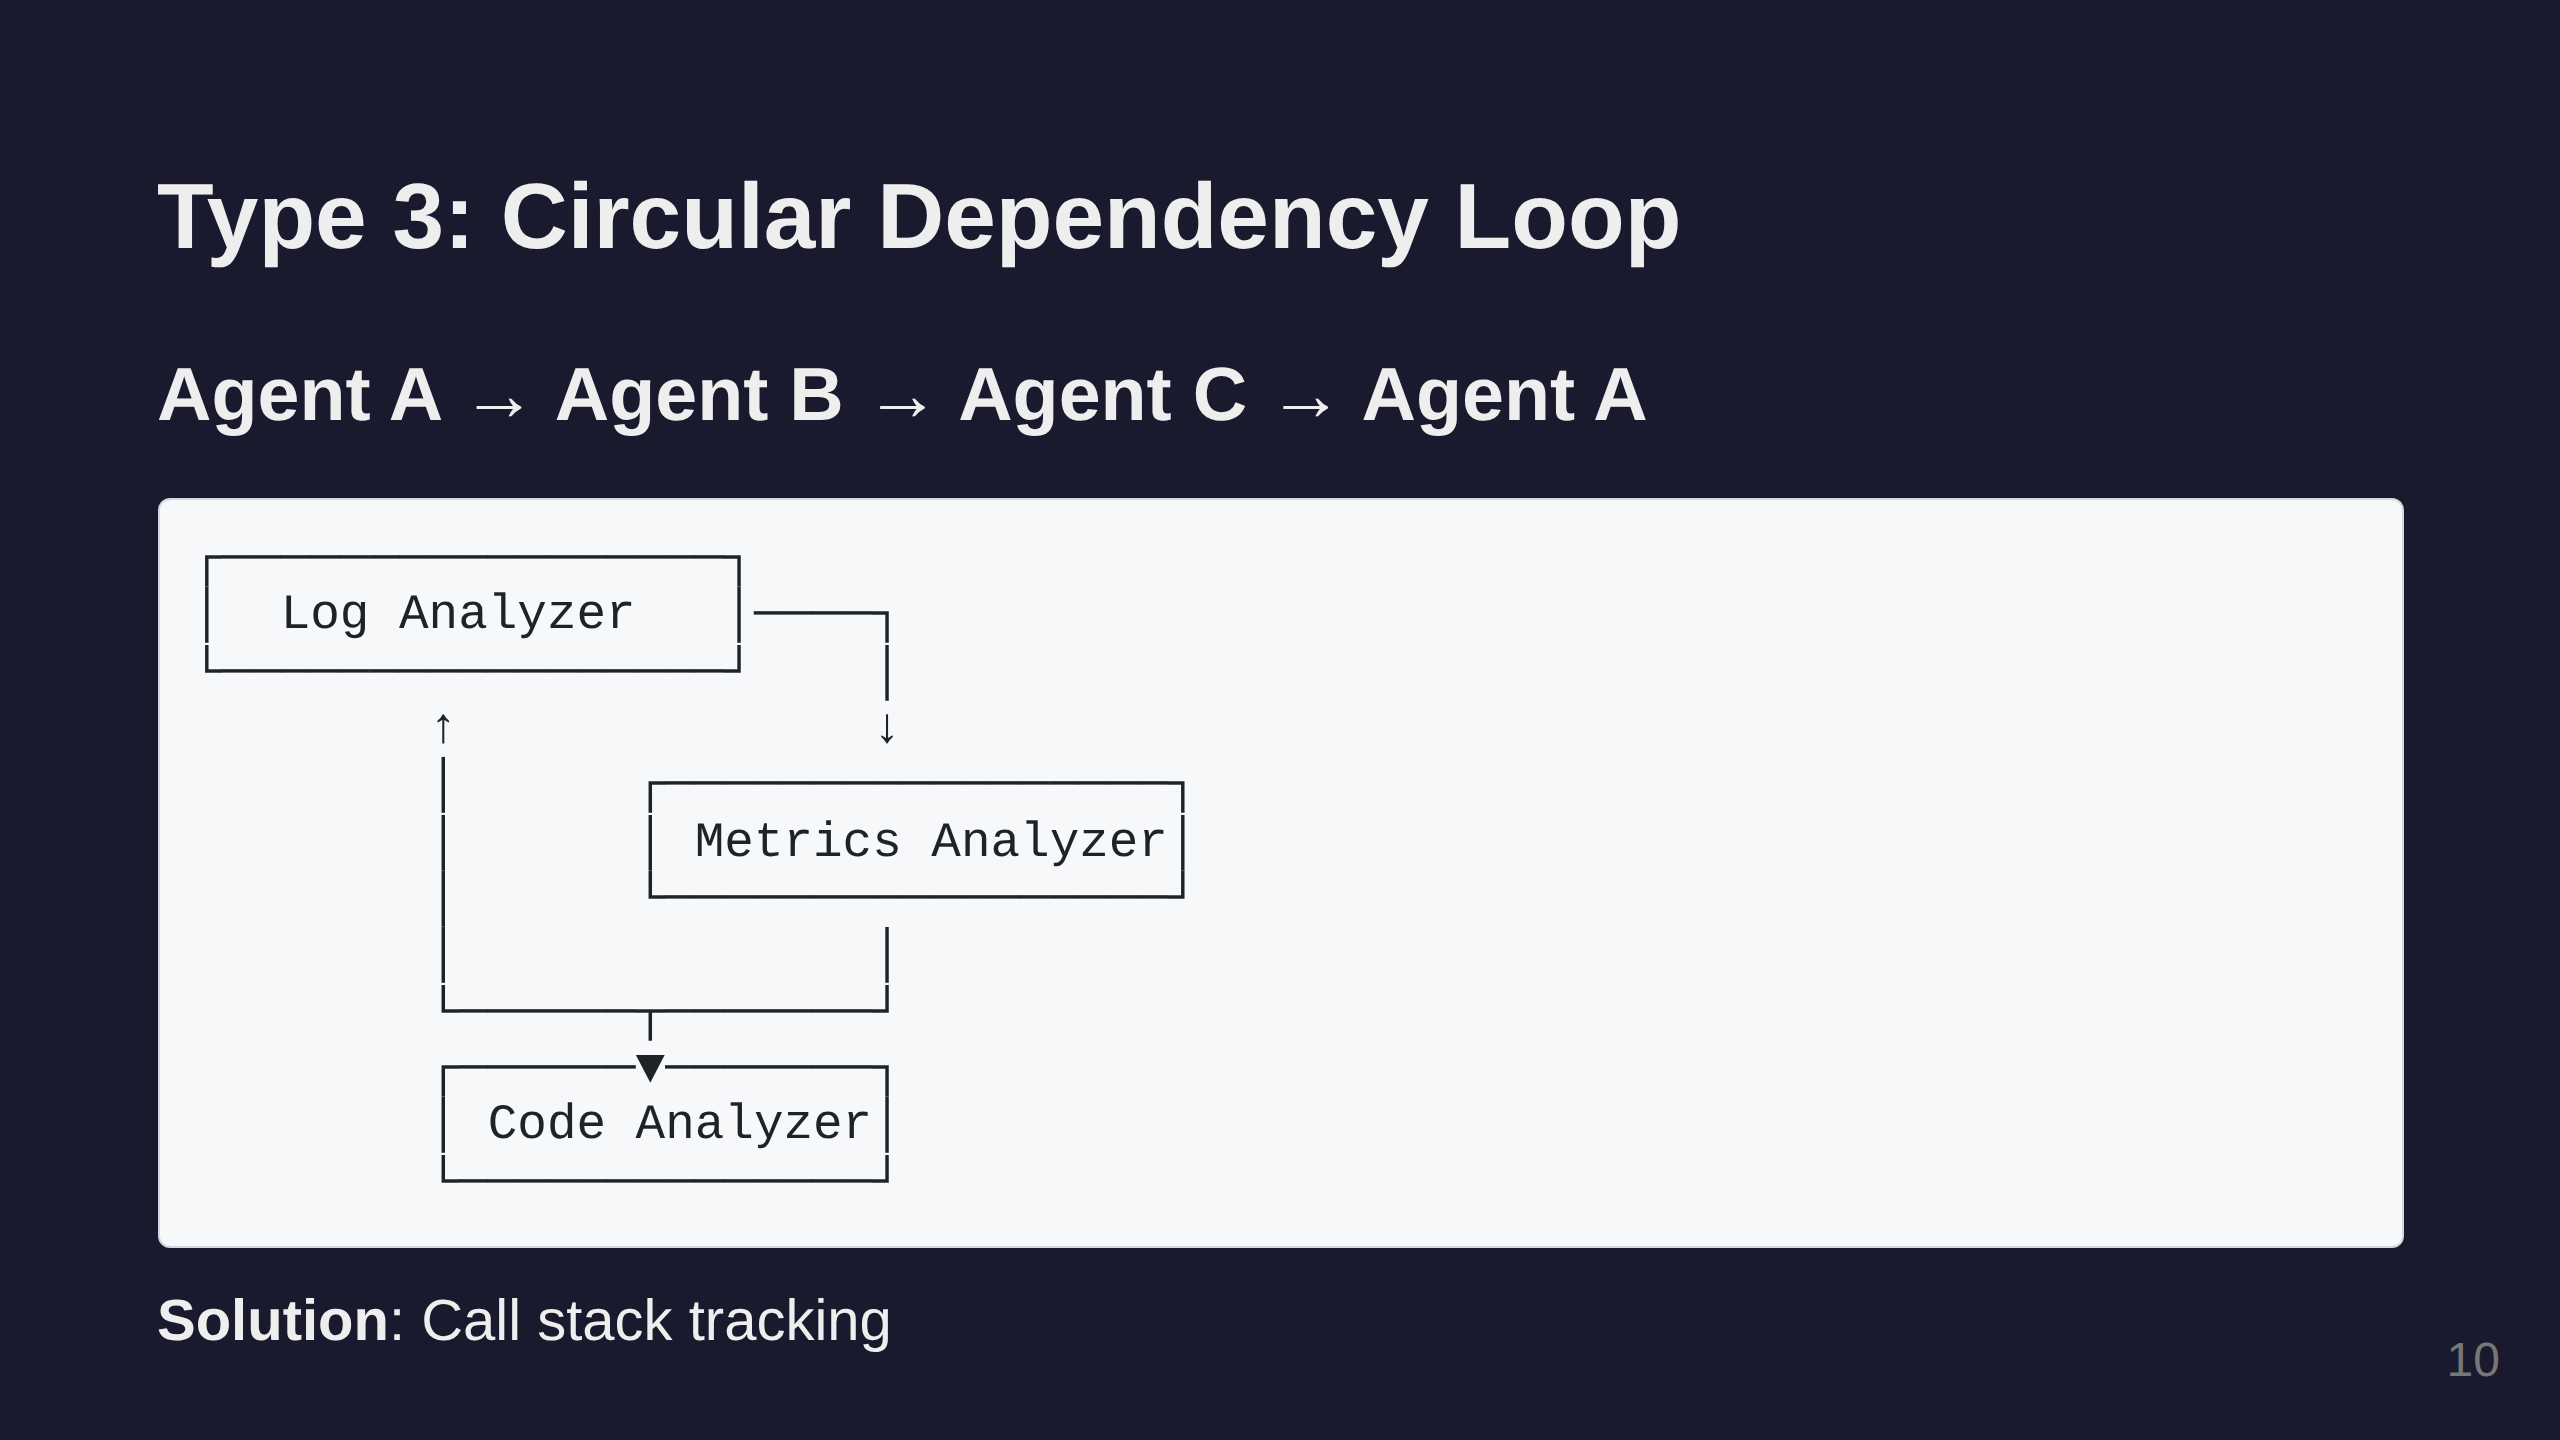 Type 3: Circular Dependency Loop
Agent A → Agent B → Agent C → Agent A
Log Analyzer
↑ ↓
Metrics Analyzer
▼
Code Analyzer
Solution: Call stack tracking
10